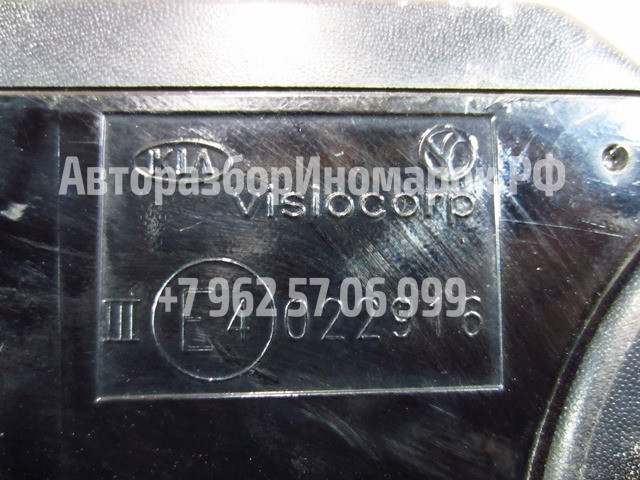 KIA
АвторазборИномарок.РФ
visiocorp
+7 962 57 06 999
III E4 022916